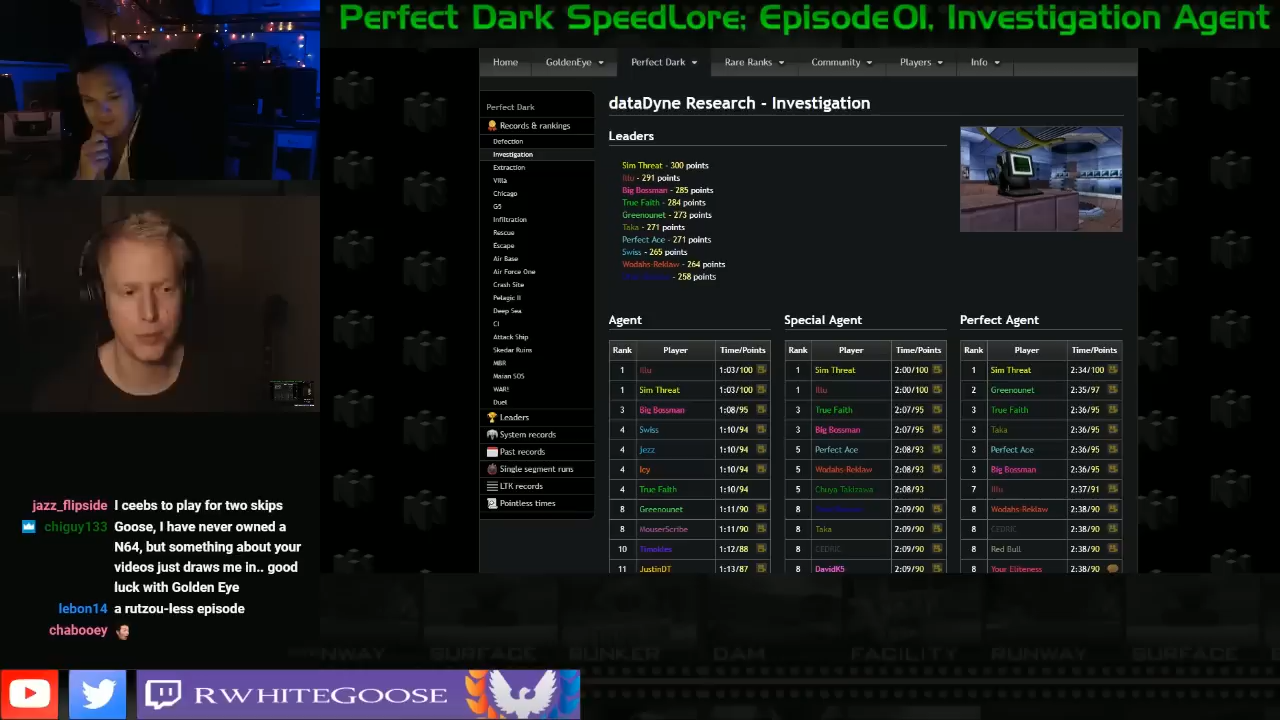 Perfect Dark SpeedLore; Episode 01, Investigation Agent
Home GoldenEye Perfect Dark Rare Ranks Community Players Info
Perfect Dark
Records & rankings
Defection
Investigation
Extraction
Villa
Chicago
G5
Infiltration
Rescue
Escape
Air Base
Air Force One
Crash Site
Pelagic II
Deep Sea
CI
Attack Ship
Skedar Ruins
MBR
Maian SOS
WAR!
Duel
Leaders
System records
Past records
Single segment runs
LTK records
Pointless times
dataDyne Research - Investigation
Leaders
Sim Threat - 300 points
Illu - 291 points
Big Bossman - 285 points
True Faith - 284 points
Greenounet - 273 points
Taka - 271 points
Perfect Ace - 271 points
Swiss - 265 points
Wodahs-Reklaw - 264 points
- 258 points
Agent
Rank Player Time/Points
1 Illu 1:03/100
1 Sim Threat 1:03/100
3 Big Bossman 1:08/95
4 Swiss 1:10/94
4 Jezz 1:10/94
4 Icy 1:10/94
4 True Faith 1:10/94
8 Greenounet 1:11/90
8 MouserScribe 1:11/90
10 Timokles 1:12/88
11 JustinDT 1:13/87
Special Agent
Rank Player Time/Points
1 Sim Threat 2:00/100
1 Illu 2:00/100
3 True Faith 2:07/95
3 Big Bossman 2:07/95
5 Perfect Ace 2:08/93
5 Wodahs-Reklaw 2:08/93
5 Chuya Takizawa 2:08/93
8 2:09/90
8 Taka 2:09/90
8 CEDRIC 2:09/90
8 DavidK5 2:09/90
Perfect Agent
Rank Player Time/Points
1 Sim Threat 2:34/100
2 Greenounet 2:35/97
3 True Faith 2:36/95
3 Taka 2:36/95
3 Perfect Ace 2:36/95
3 Big Bossman 2:36/95
7 Illu 2:37/91
8 Wodahs-Reklaw 2:38/90
8 CEDRIC 2:38/90
8 Red Bull 2:38/90
8 Your Eliteness 2:38/90
jazz_flipside I ceebs to play for two skips
chiguy133 Goose, I have never owned a
N64, but something about your
videos just draws me in.. good
luck with Golden Eye
lebon14 a rutzou-less episode
chabooey
RWHITEGOOSE
NWAY SURFACE BUNKER DAM FACILITY RUNWAY SURFACE